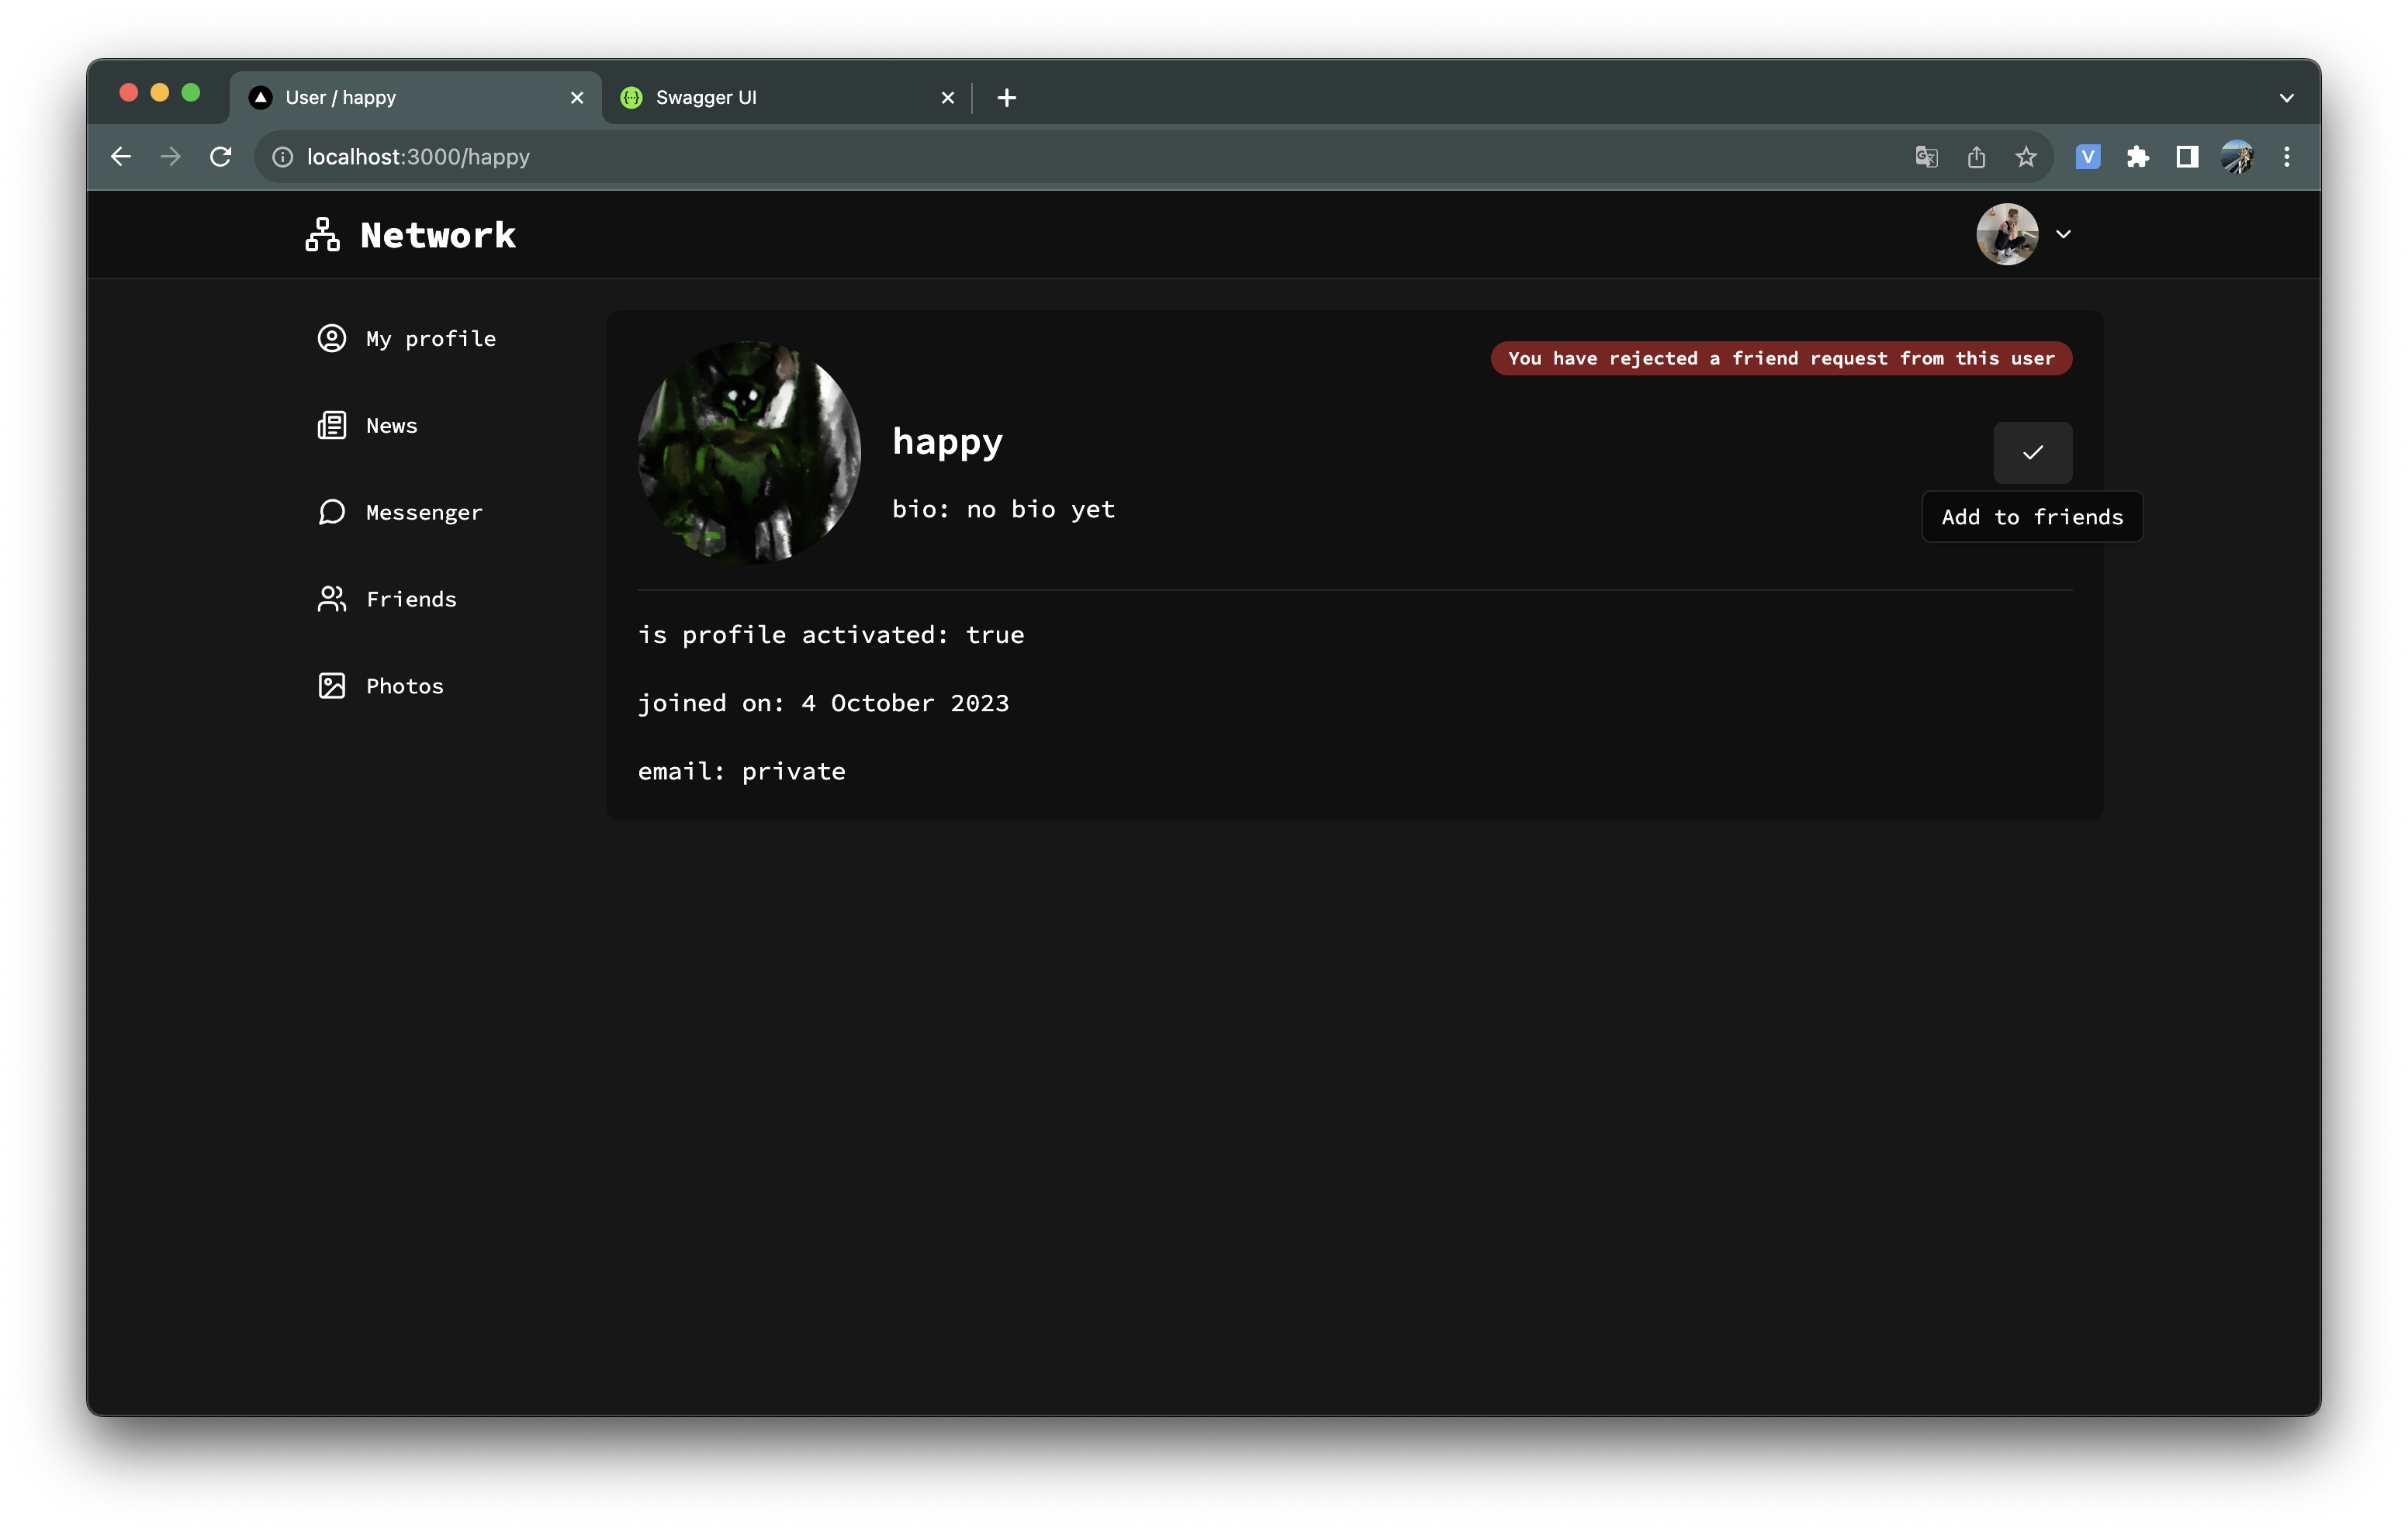 User / happy
Swagger UI
localhost:3000/happy
V
Network
My profile
News
Messenger
Friends
Photos
You have rejected a friend request from this user
happy
bio: no bio yet
Add to friends
is profile activated: true
joined on: 4 October 2023
email: private